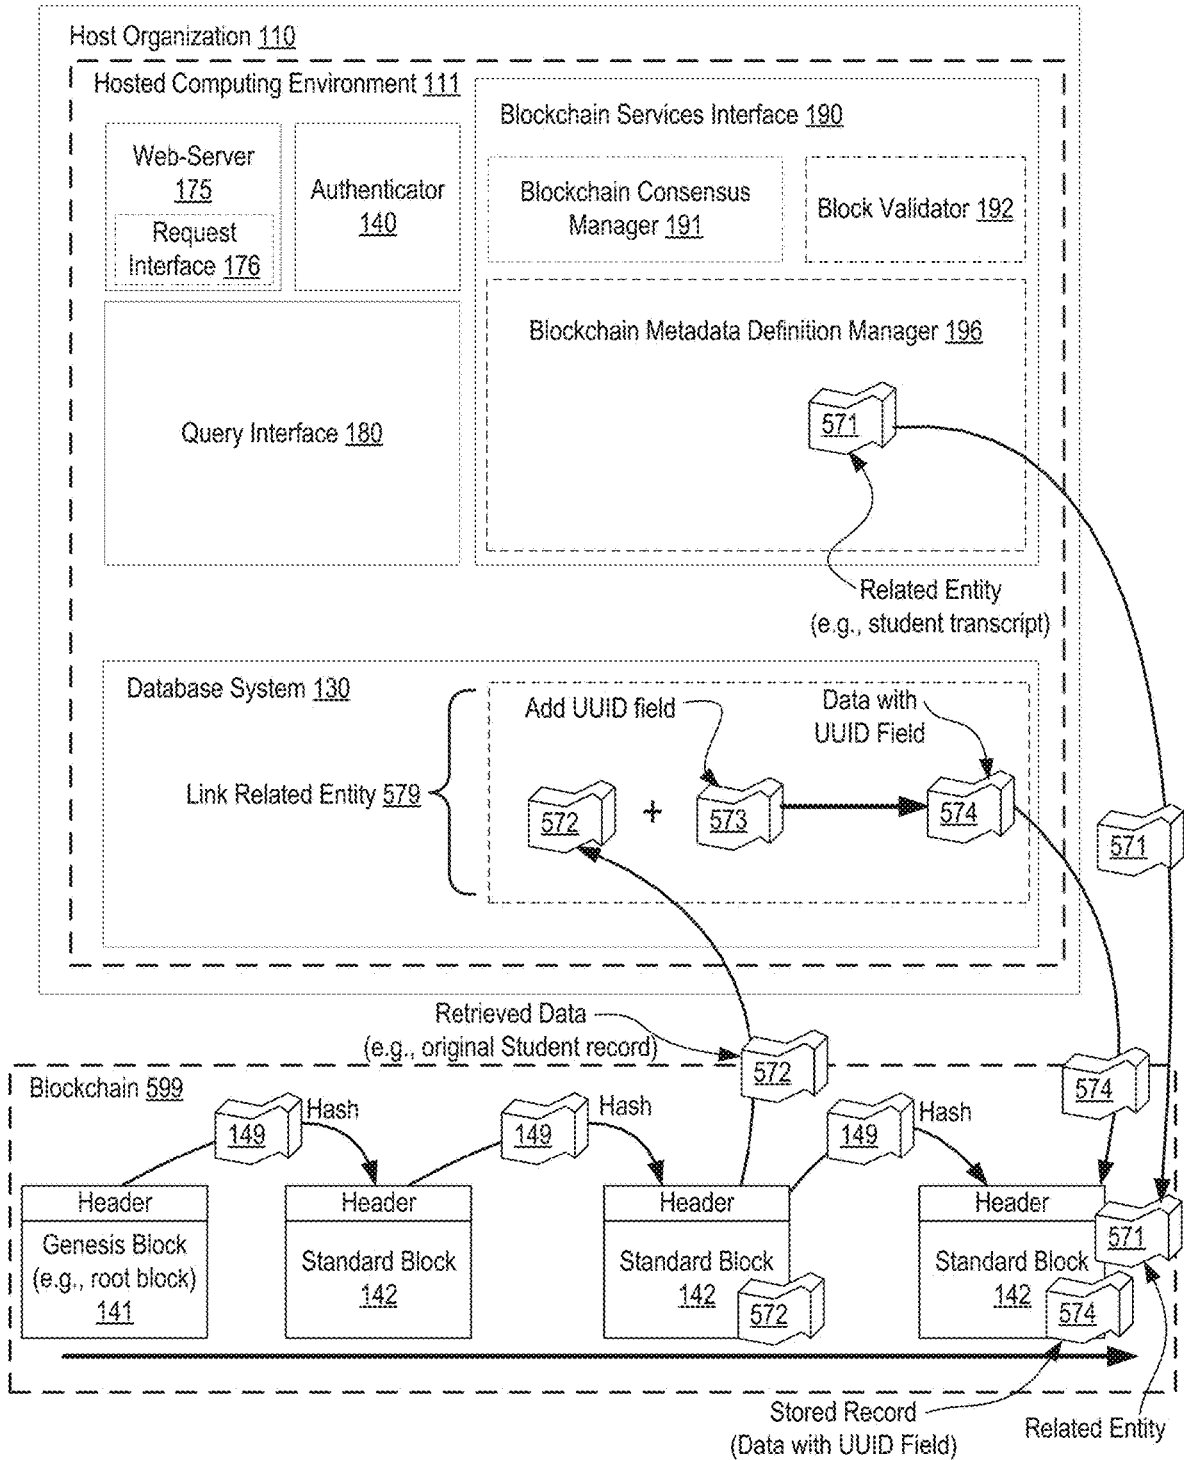 Host Organization 110
Hosted Computing Environment 111
Web-Server
175
Request
Interface 176
Authenticator
140
Blockchain Services Interface 190
Blockchain Consensus
Manager 191
Block Validator 192
Query Interface 180
Blockchain Metadata Definition Manager 196
571
Related Entity
(e.g., student transcript)
Database System 130
Link Related Entity 579
Add UUID field
Data with
UUID Field
572
+
573
574
571
Retrieved Data
(e.g., original Student record)
572
574
Blockchain 599
149
Hash
149
Hash
149
Hash
Header
Genesis Block
(e.g., root block)
141
Header
Standard Block
142
Header
Standard Block
142
572
Header
Standard Block
142
571
574
Stored Record
(Data with UUID Field)
Related Entity